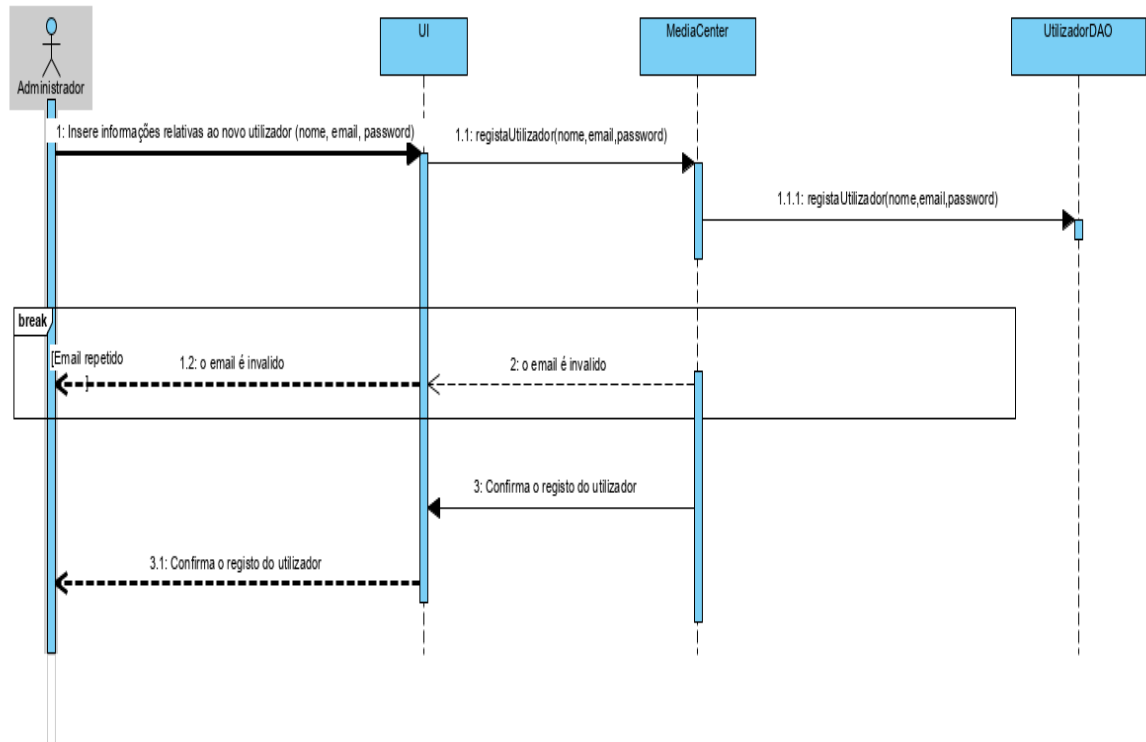 UI
MediaCenter
UtilizadorDAO
Administrador
1: Insere informações relativas ao novo utilizador (nome, email, password)
1.1: registaUtilizador(nome,email,password)
1.1.1: registaUtilizador(nome,email,password)
break
[Email repetido
]
1.2: o email é invalido
2: o email é invalido
3: Confirma o registo do utilizador
3.1: Confirma o registo do utilizador